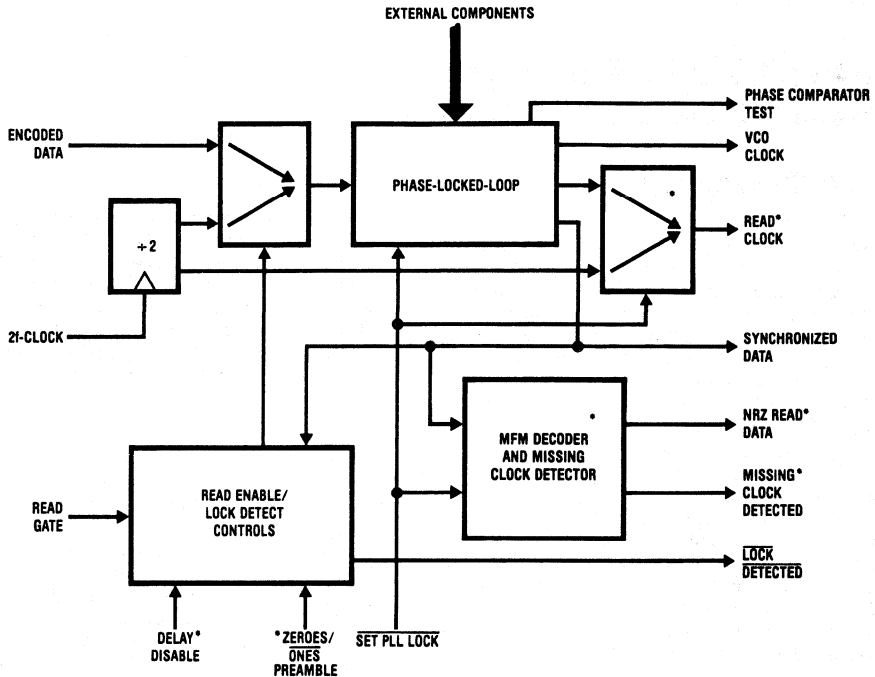 EXTERNAL COMPONENTS
PHASE COMPARATOR
TEST
ENCODED
DATA
VCO
CLOCK
PHASE-LOCKED-LOOP
*
READ*
CLOCK
÷2
2f-CLOCK
SYNCHRONIZED
DATA
*
MFM DECODER
AND MISSING
CLOCK DETECTOR
NRZ READ*
DATA
MISSING*
CLOCK
DETECTED
READ
GATE
READ ENABLE/
LOCK DETECT
CONTROLS
LOCK
DETECTED
DELAY*
DISABLE
*ZEROES/
ONES
PREAMBLE
SET PLL LOCK